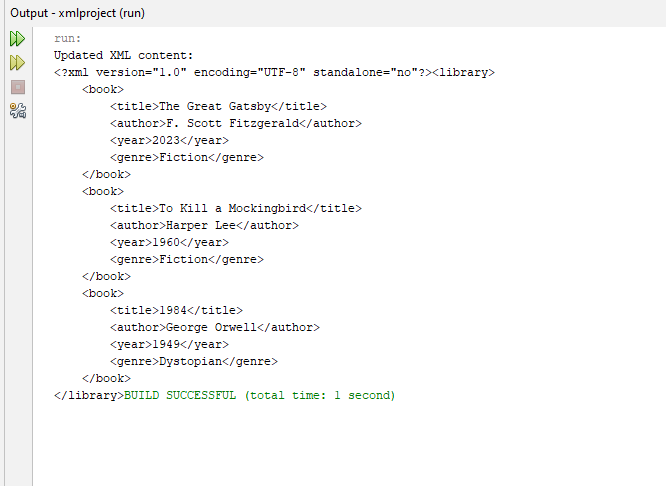 Output - xmlproject (run)
run:
Updated XML content:
<?xml version="1.0" encoding="UTF-8" standalone="no"?><library>
    <book>
        <title>The Great Gatsby</title>
        <author>F. Scott Fitzgerald</author>
        <year>2023</year>
        <genre>Fiction</genre>
    </book>
    <book>
        <title>To Kill a Mockingbird</title>
        <author>Harper Lee</author>
        <year>1960</year>
        <genre>Fiction</genre>
    </book>
    <book>
        <title>1984</title>
        <author>George Orwell</author>
        <year>1949</year>
        <genre>Dystopian</genre>
    </book>
</library>BUILD SUCCESSFUL (total time: 1 second)